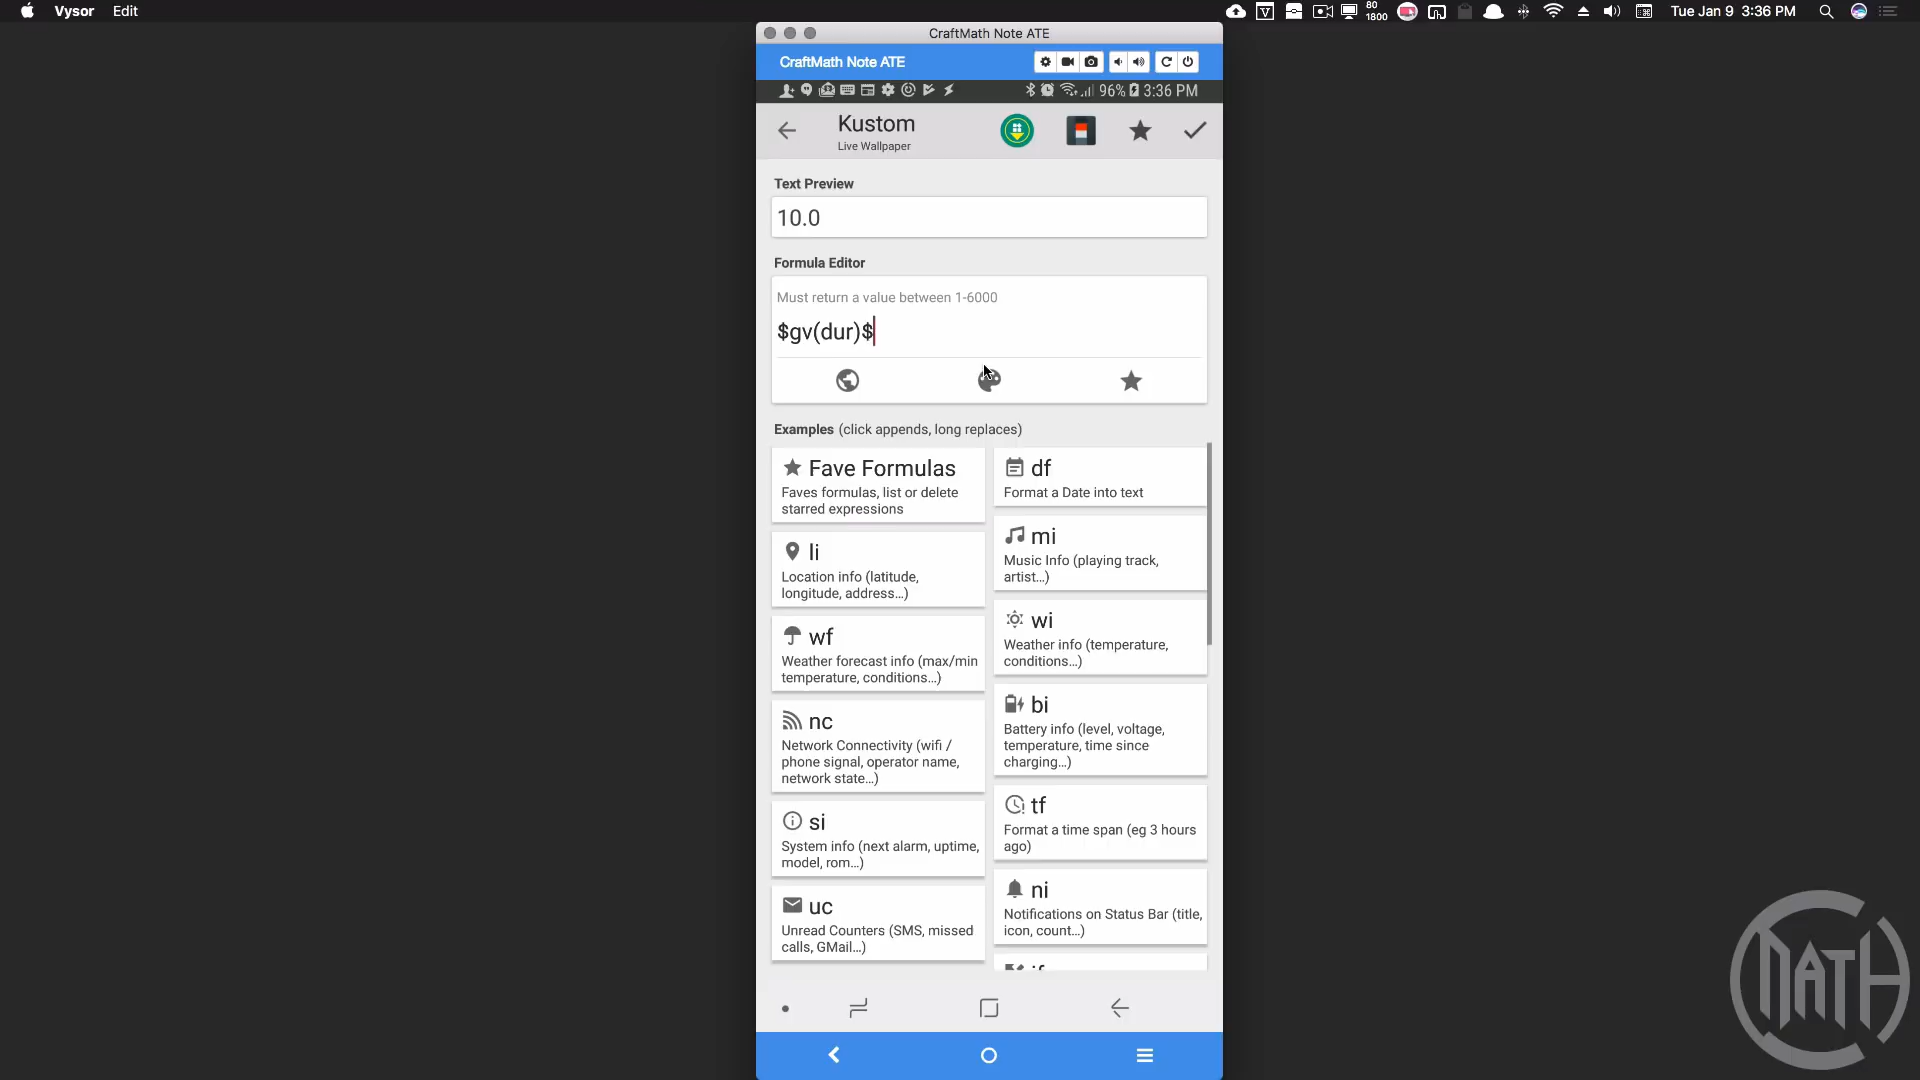 Vysor Edit
80
1800
Tue Jan 9 3:36 PM
CraftMath Note ATE
CraftMath Note ATE
96% 3:36 PM
Kustom
Live Wallpaper
Text Preview
10.0
Formula Editor
Must return a value between 1-6000
$gv(dur)$
Examples (click appends, long replaces)
Fave Formulas
Faves formulas, list or delete
starred expressions
df
Format a Date into text
li
Location info (latitude,
longitude, address...)
mi
Music Info (playing track,
artist...)
wf
Weather forecast info (max/min
temperature, conditions...)
wi
Weather info (temperature,
conditions...)
nc
Network Connectivity (wifi /
phone signal, operator name,
network state...)
bi
Battery info (level, voltage,
temperature, time since
charging...)
si
System info (next alarm, uptime,
model, rom...)
tf
Format a time span (eg 3 hours
ago)
uc
Unread Counters (SMS, missed
calls, GMail...)
ni
Notifications on Status Bar (title,
icon, count...)
MATH